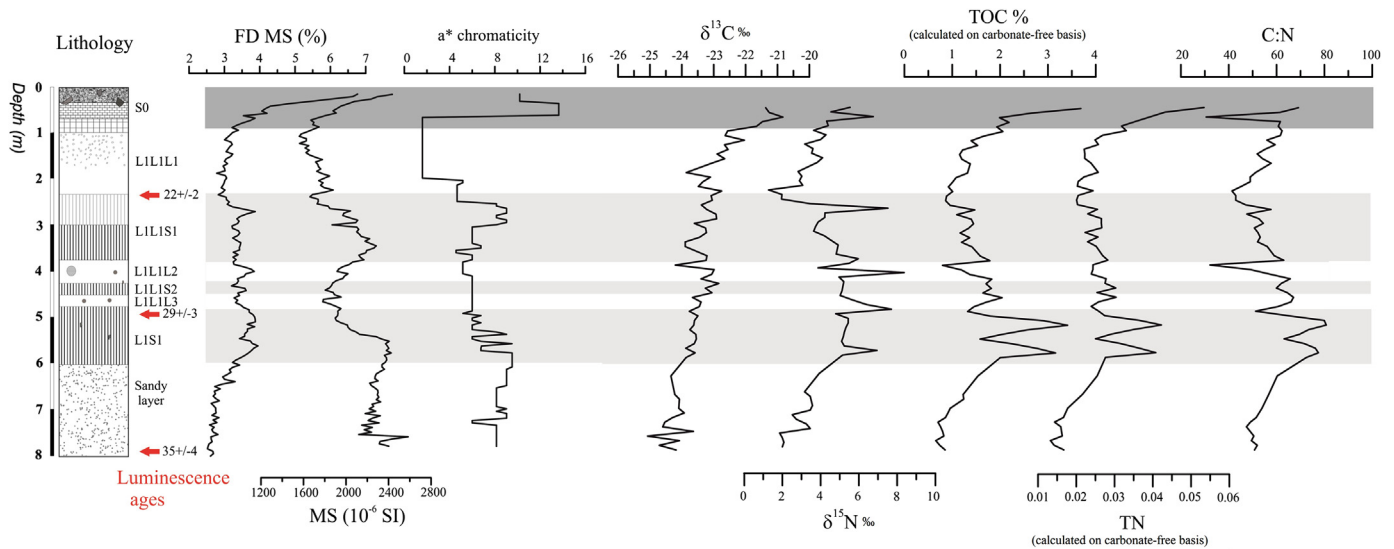 Lithology
FD MS (%)
2 3 4 5 6 7
a* chromaticity
0 4 8 12 16
δ13C‰
-26 -25 -24 -23 -22 -21 -20
TOC %
(calculated on carbonate-free basis)
0 1 2 3 4
C:N
20 40 60 80 100
Depth (m)
0
1
2
3
4
5
6
7
8
S0
L1L1L1
22+/-2
L1L1S1
L1L1L2
L1L1S2
L1L1L3
29+/-3
L1S1
Sandy
layer
35+/-4
Luminescence
ages
1200 1600 2000 2400 2800
MS (10-6 SI)
0 2 4 6 8 10
δ15N‰
0.01 0.02 0.03 0.04 0.05 0.06
TN
(calculated on carbonate-free basis)